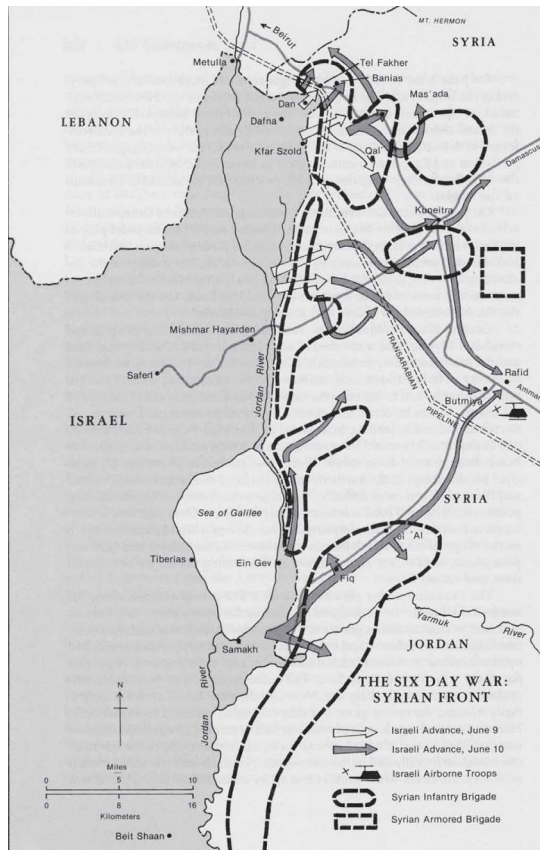 MT. HERMON
Beirut
SYRIA
Metulla
Tel Fakher
Banias
Mas'ada
Dan
LEBANON
Dafna
Kfar Szold
Qal'
Damascus
Kuneitra
Mishmar Hayarden
TRANSARABIAN
PIPELINE
Safed
Jordan River
Rafid
Amman
Butmiya
ISRAEL
SYRIA
Sea of Galilee
Tel 'Al
Tiberias
Ein Gev
Fiq
Yarmuk River
Samakh
JORDAN
THE SIX DAY WAR:
SYRIAN FRONT
Jordan River
N
Israeli Advance, June 9
Israeli Advance, June 10
Israeli Airborne Troops
Syrian Infantry Brigade
Syrian Armored Brigade
Miles
0 5 10
0 8 16
Kilometers
Beit Shaan